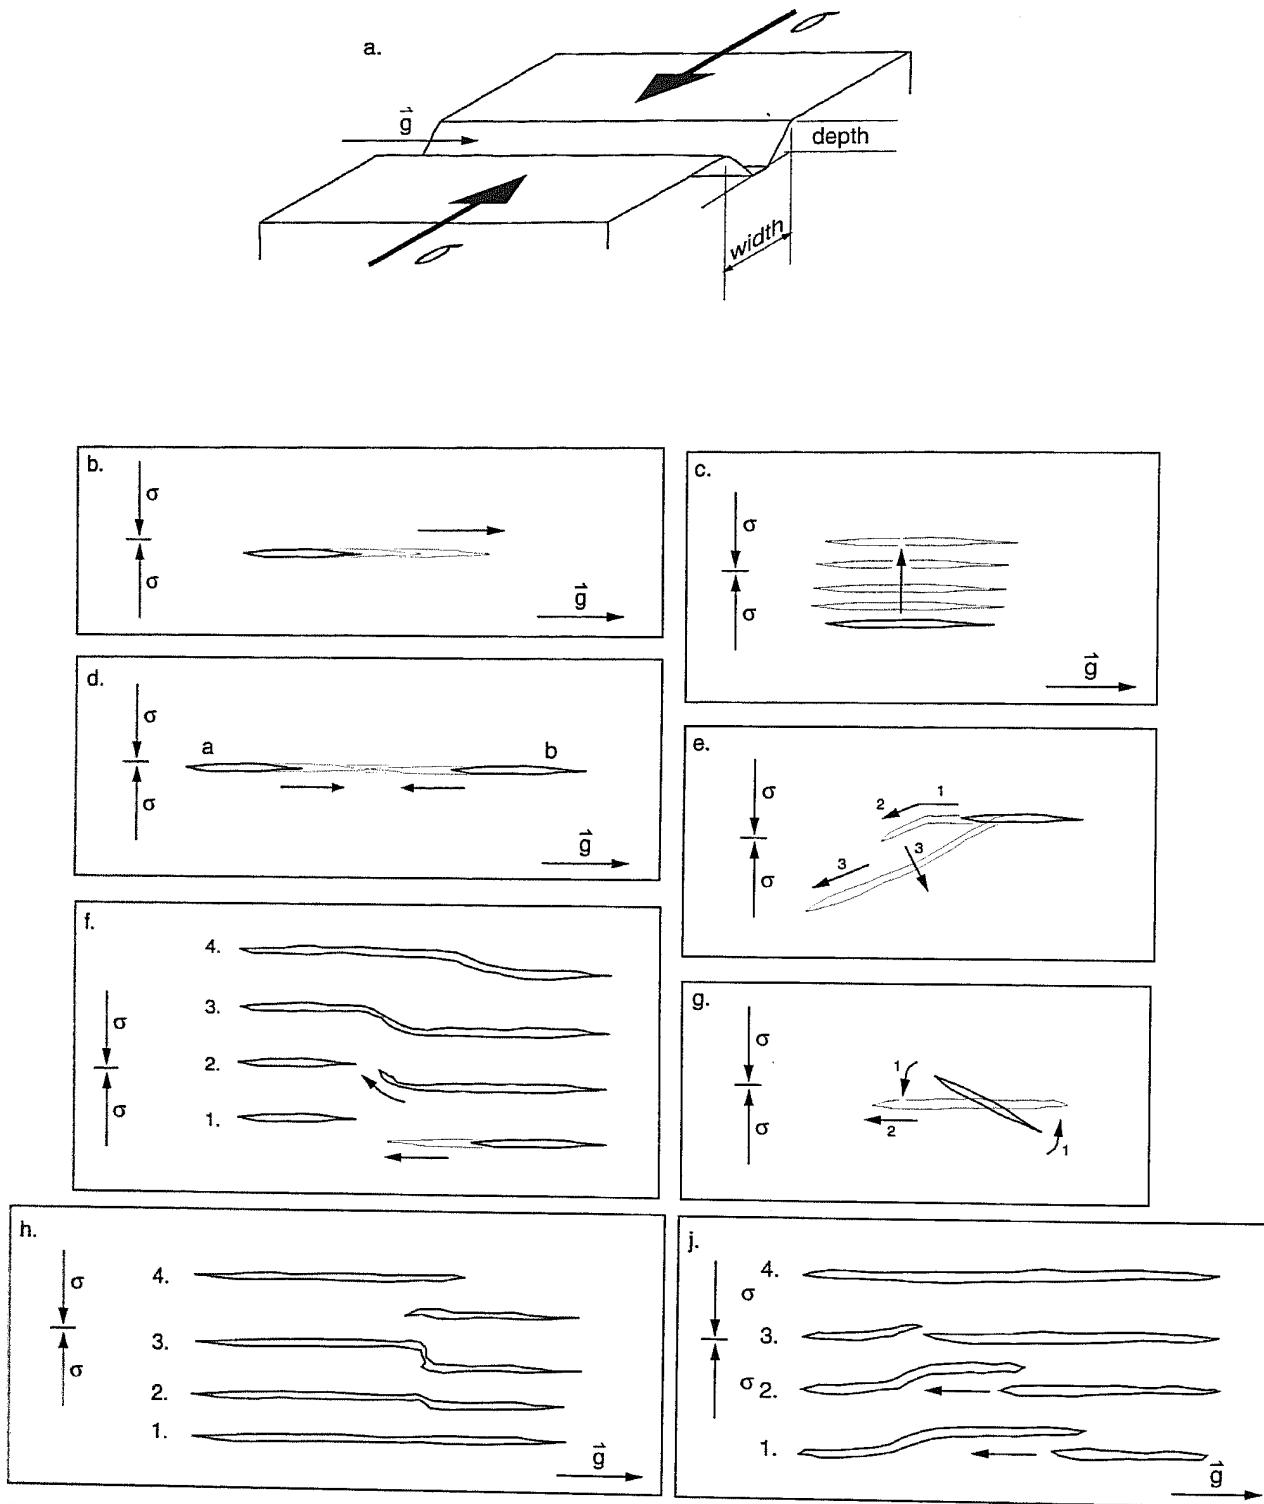 a.
σ
g⃗
depth
width
σ
b.
σ
σ
g⃗
c.
σ
σ
g⃗
d.
σ
σ
a
b
g⃗
e.
σ
σ
1
2
3
3
f.
σ
σ
4.
3.
2.
1.
g.
σ
σ
1
2
1
h.
σ
σ
4.
3.
2.
1.
g⃗
j.
σ
σ
4.
3.
2.
1.
g⃗